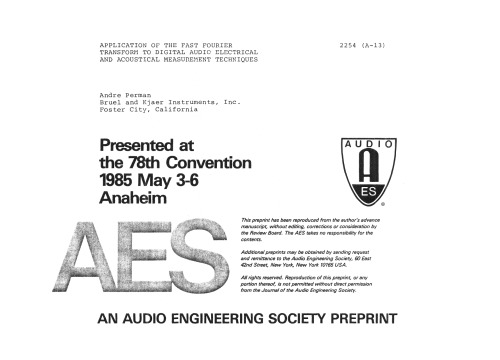 APPLICATION OF THE FAST FOURIER
TRANSFORM TO DIGITAL AUDIO ELECTRICAL
AND ACOUSTICAL MEASUREMENT TECHNIQUES
2254 (A-13)
Andre Perman
Bruel and Kjaer Instruments, Inc.
Foster City, California
Presented at
the 78th Convention
1985 May 3-6
Anaheim
AUDIO
A
ES
®
AES
This preprint has been reproduced from the author's advance
manuscript, without editing, corrections or consideration by
the Review Board. The AES takes no responsibility for the
contents.
Additional preprints may be obtained by sending request
and remittance to the Audio Engineering Society, 60 East
42nd Street, New York, New York 10165 USA.
All rights reserved. Reproduction of this preprint, or any
portion thereof, is not permitted without direct permission
from the Journal of the Audio Engineering Society.
AN AUDIO ENGINEERING SOCIETY PREPRINT